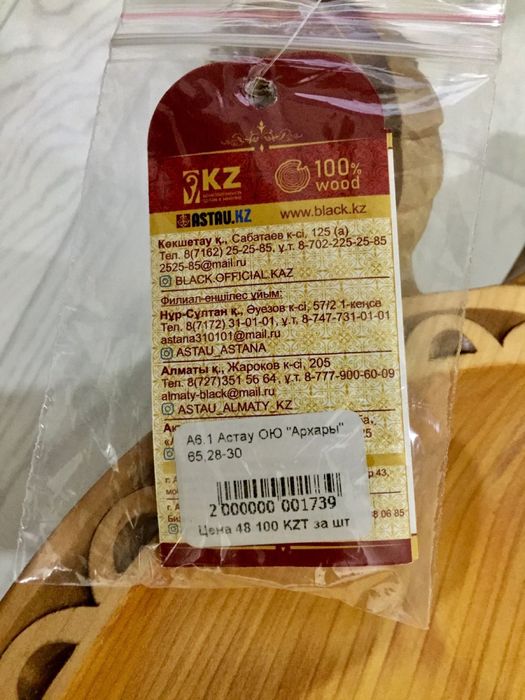 KZ
100%
wood
ASTAU.KZ
www.black.kz
Көкшетау қ., Сабатаев к-сі, 125 (а)
Тел. 8(7162) 25-25-85, ұ.т. 8-702-225-25-85
2525-85@mail.ru
BLACK.OFFICIAL.KAZ
Филиал-еншілес ұйым:
Нұр-Сұлтан қ., Әуезов к-сі, 57/2 1-кеңсе
Тел. 8(7172) 31-01-01, ұ.т. 8-747-731-01-01
astana310101@mail.ru
ASTAU_ASTANA
Алматы қ., Жароков к-сі, 205
Тел. 8(727)351 56 64, ұ.т. 8-777-900-60-09
almaty-black@mail.ru
ASTAU_ALMATY_KZ
А6.1 Астау ОЮ "Архары"
65,28-30
2 000000 001739
Цена 48 100 KZT за шт